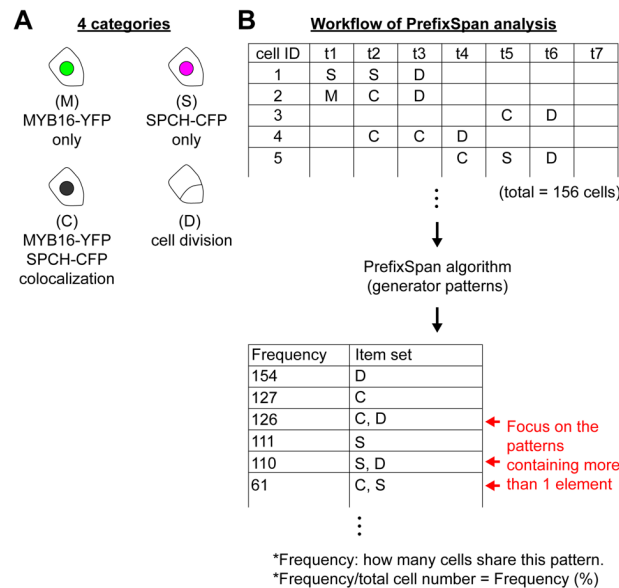 A
4 categories
(M)
MYB16-YFP
only
(S)
SPCH-CFP
only
(C)
MYB16-YFP
SPCH-CFP
colocalization
(D)
cell division
B
Workflow of PrefixSpan analysis
cell ID t1 t2 t3 t4 t5 t6 t7
1 S S D
2 M C D
3 C D
4 C C D
5 C S D
(total = 156 cells)
PrefixSpan algorithm
(generator patterns)
Frequency Item set
154 D
127 C
126 C, D
111 S
110 S, D
61 C, S
Focus on the
patterns
containing more
than 1 element
*Frequency: how many cells share this pattern.
*Frequency/total cell number = Frequency (%)